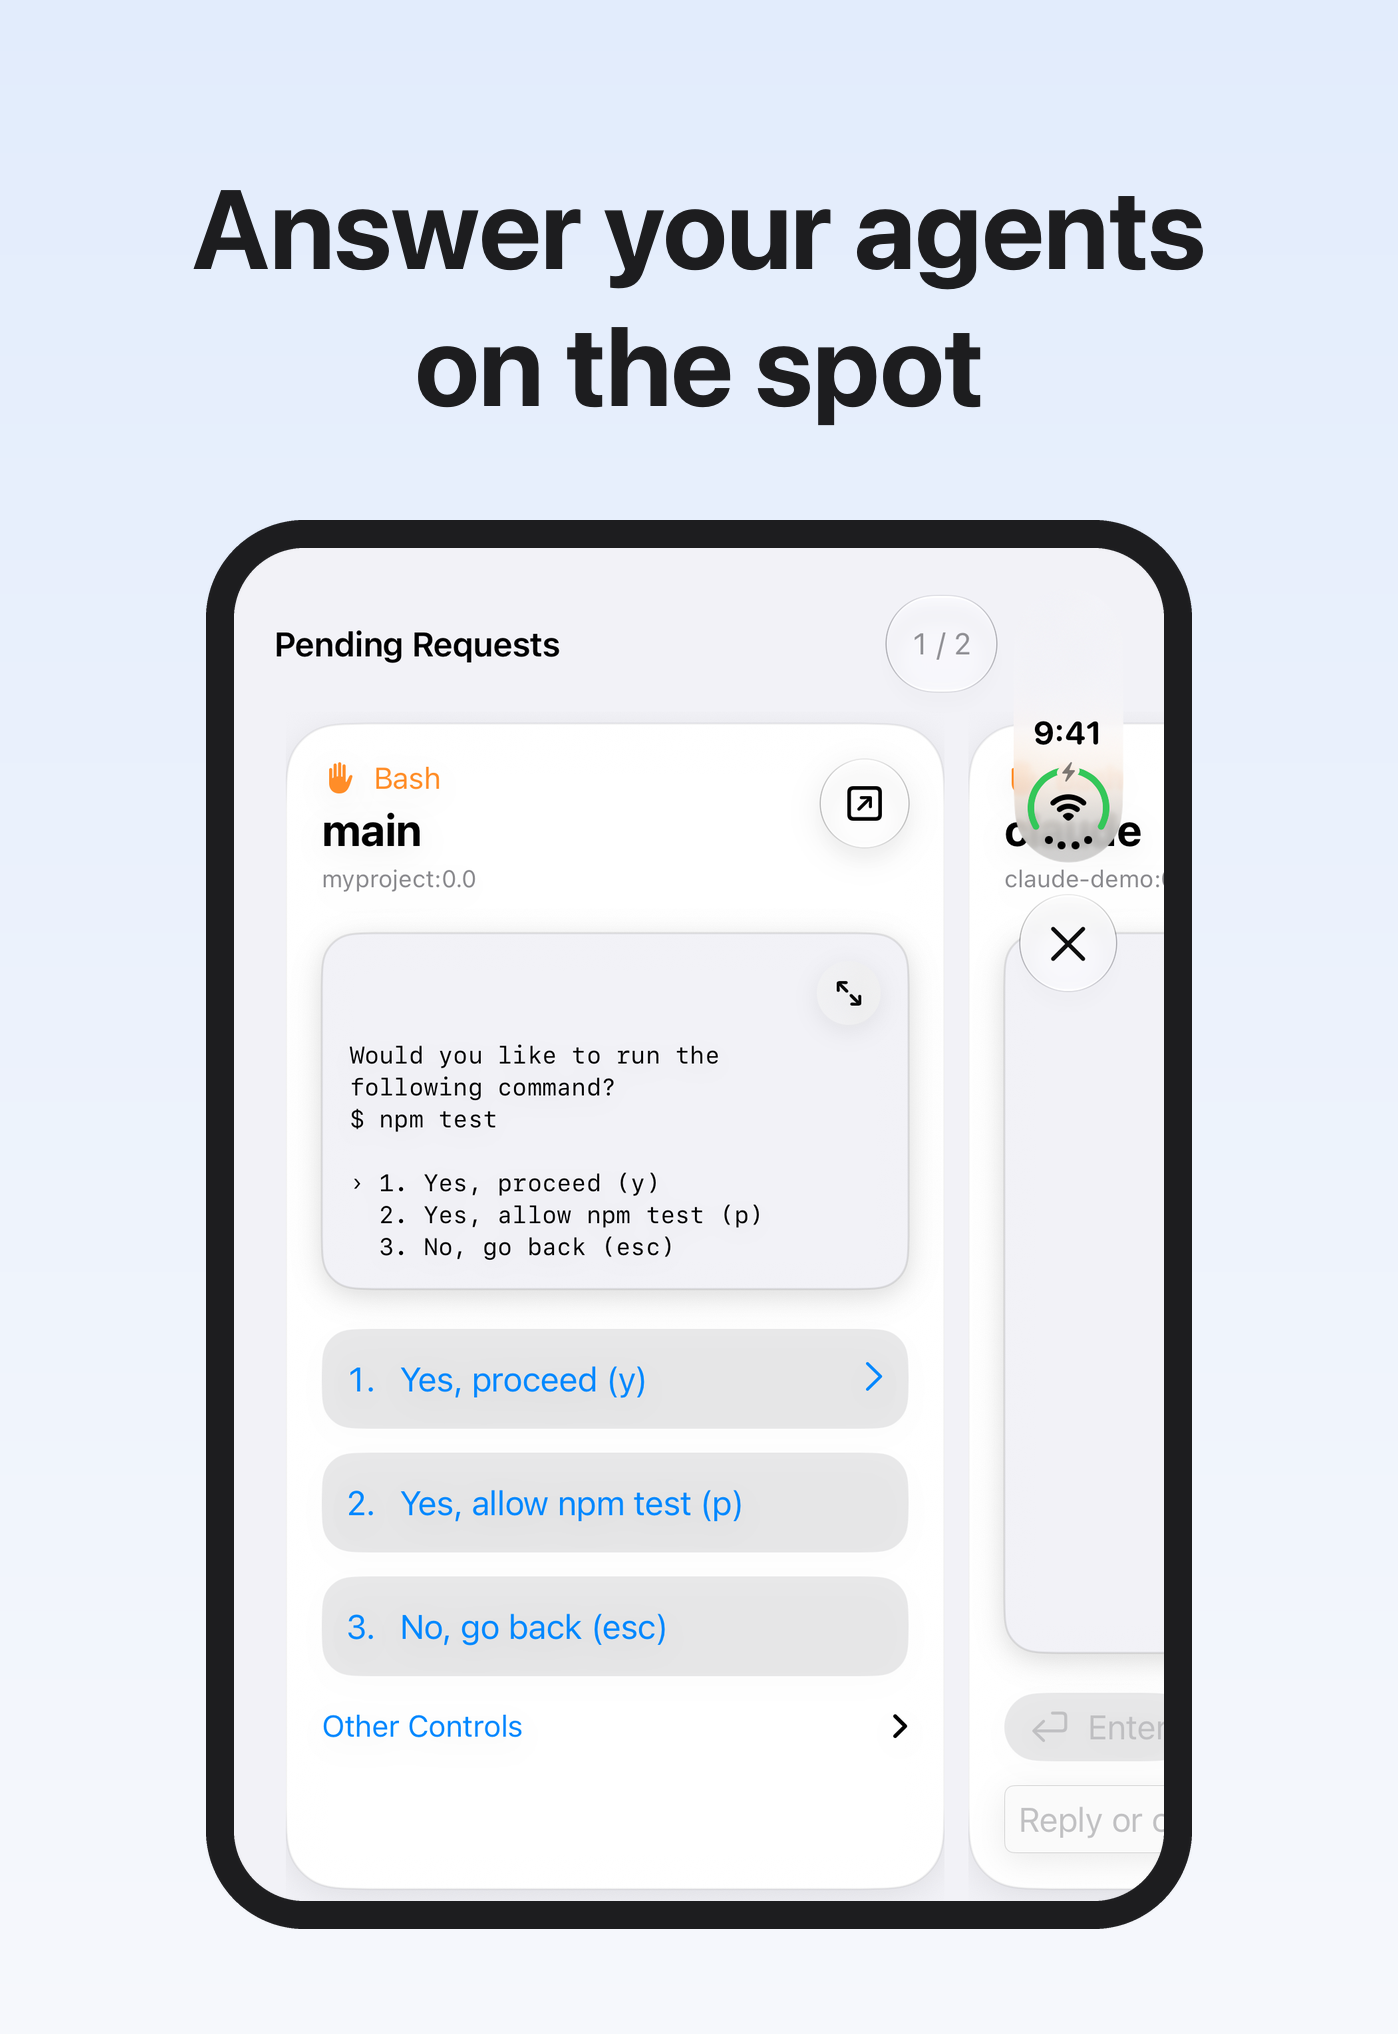 Answer your agents
on the spot
Pending Requests
1 / 2
9:41
Bash
main
myproject:0.0
claude-demo:
Would you like to run the
following command?
$ npm test
› 1. Yes, proceed (y)
2. Yes, allow npm test (p)
3. No, go back (esc)
1. Yes, proceed (y)
2. Yes, allow npm test (p)
3. No, go back (esc)
Other Controls
Enter
Reply or